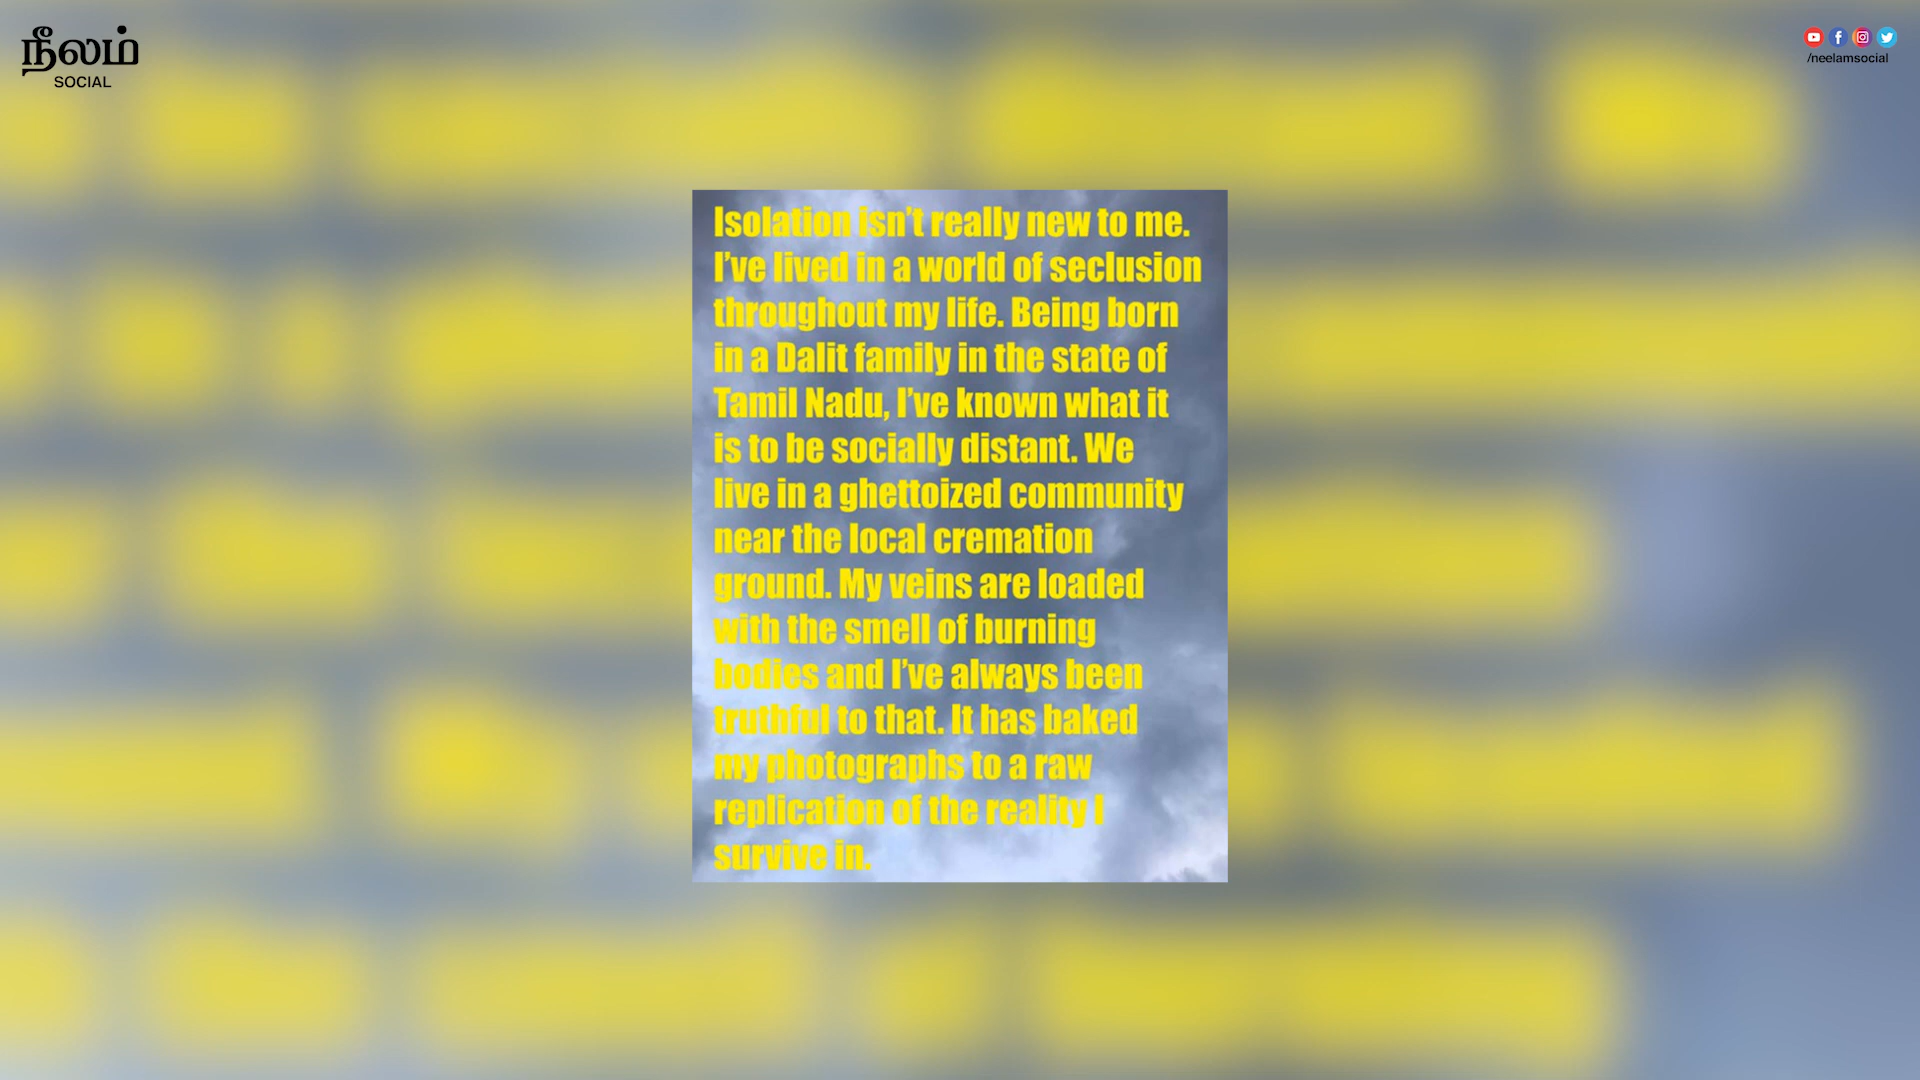 நீலம்
SOCIAL
/neelamsocial
Isolation isn't really new to me.
I've lived in a world of seclusion
throughout my life. Being born
in a Dalit family in the state of
Tamil Nadu, I've known what it
is to be socially distant. We
live in a ghettoized community
near the local cremation
ground. My veins are loaded
with the smell of burning
bodies and I've always been
truthful to that. It has baked
my photographs to a raw
replication of the reality I
survive in.